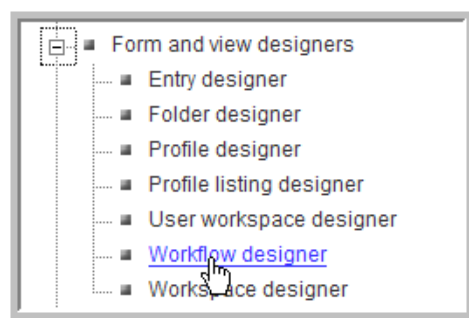 Form and view designers
Entry designer
Folder designer
Profile designer
Profile listing designer
User workspace designer
Workflow designer
Workspace designer